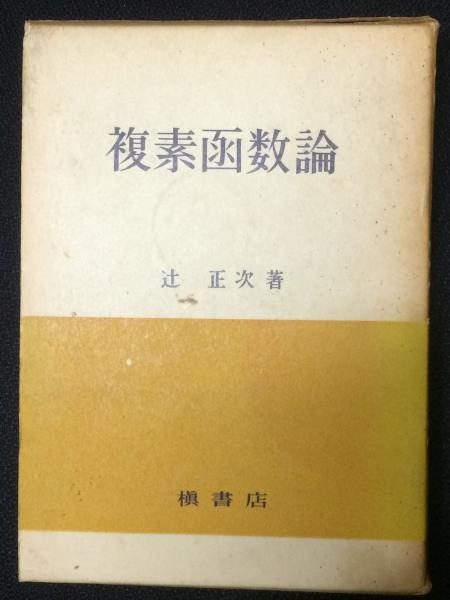 複素函数論
辻 正次 著
槇書店